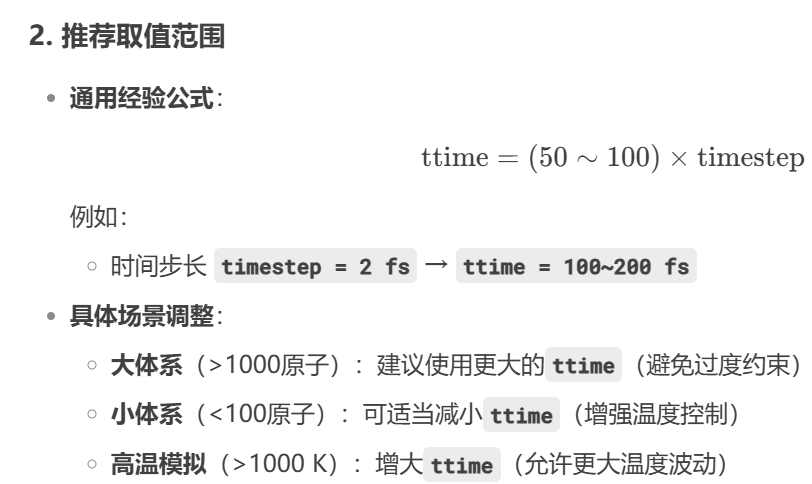 2. 推荐取值范围
• 通用经验公式：
ttime = (50 ∼ 100) × timestep
例如：
◦ 时间步长 timestep = 2 fs → ttime = 100~200 fs
• 具体场景调整：
◦ 大体系（>1000原子）：建议使用更大的 ttime（避免过度约束）
◦ 小体系（<100原子）：可适当减小 ttime（增强温度控制）
◦ 高温模拟（>1000 K）：增大 ttime（允许更大温度波动）